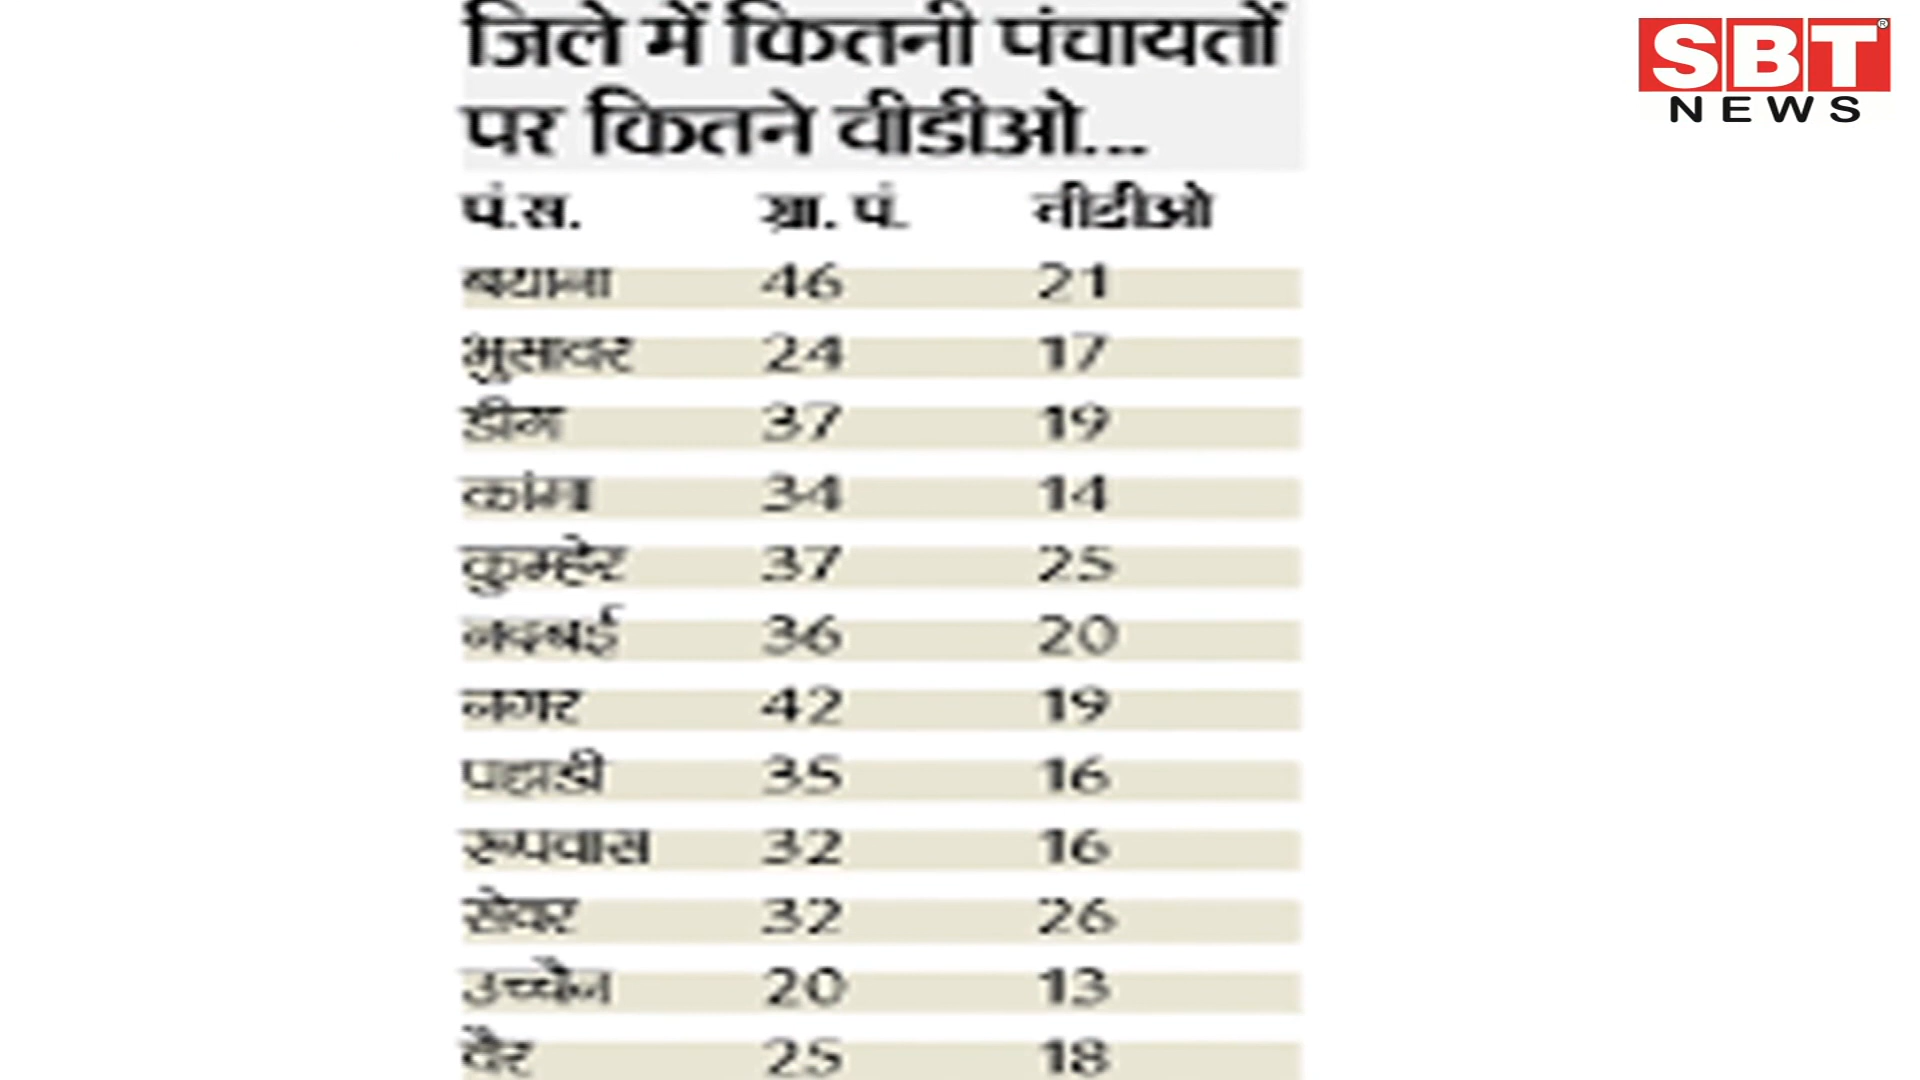 जिले में कितनी पंचायतों
पर कितने वीडीओ...
SBT
NEWS
पं.स. ग्रा. पं. वीडीओ
बयाना 46 21
भुसावर 24 17
डीग 37 19
कांमा 34 14
कुम्हेर 37 25
नदबई 36 20
नगर 42 19
पहाडी 35 16
रूपवास 32 16
सेवर 32 26
उच्चैन 20 13
वैर 25 18